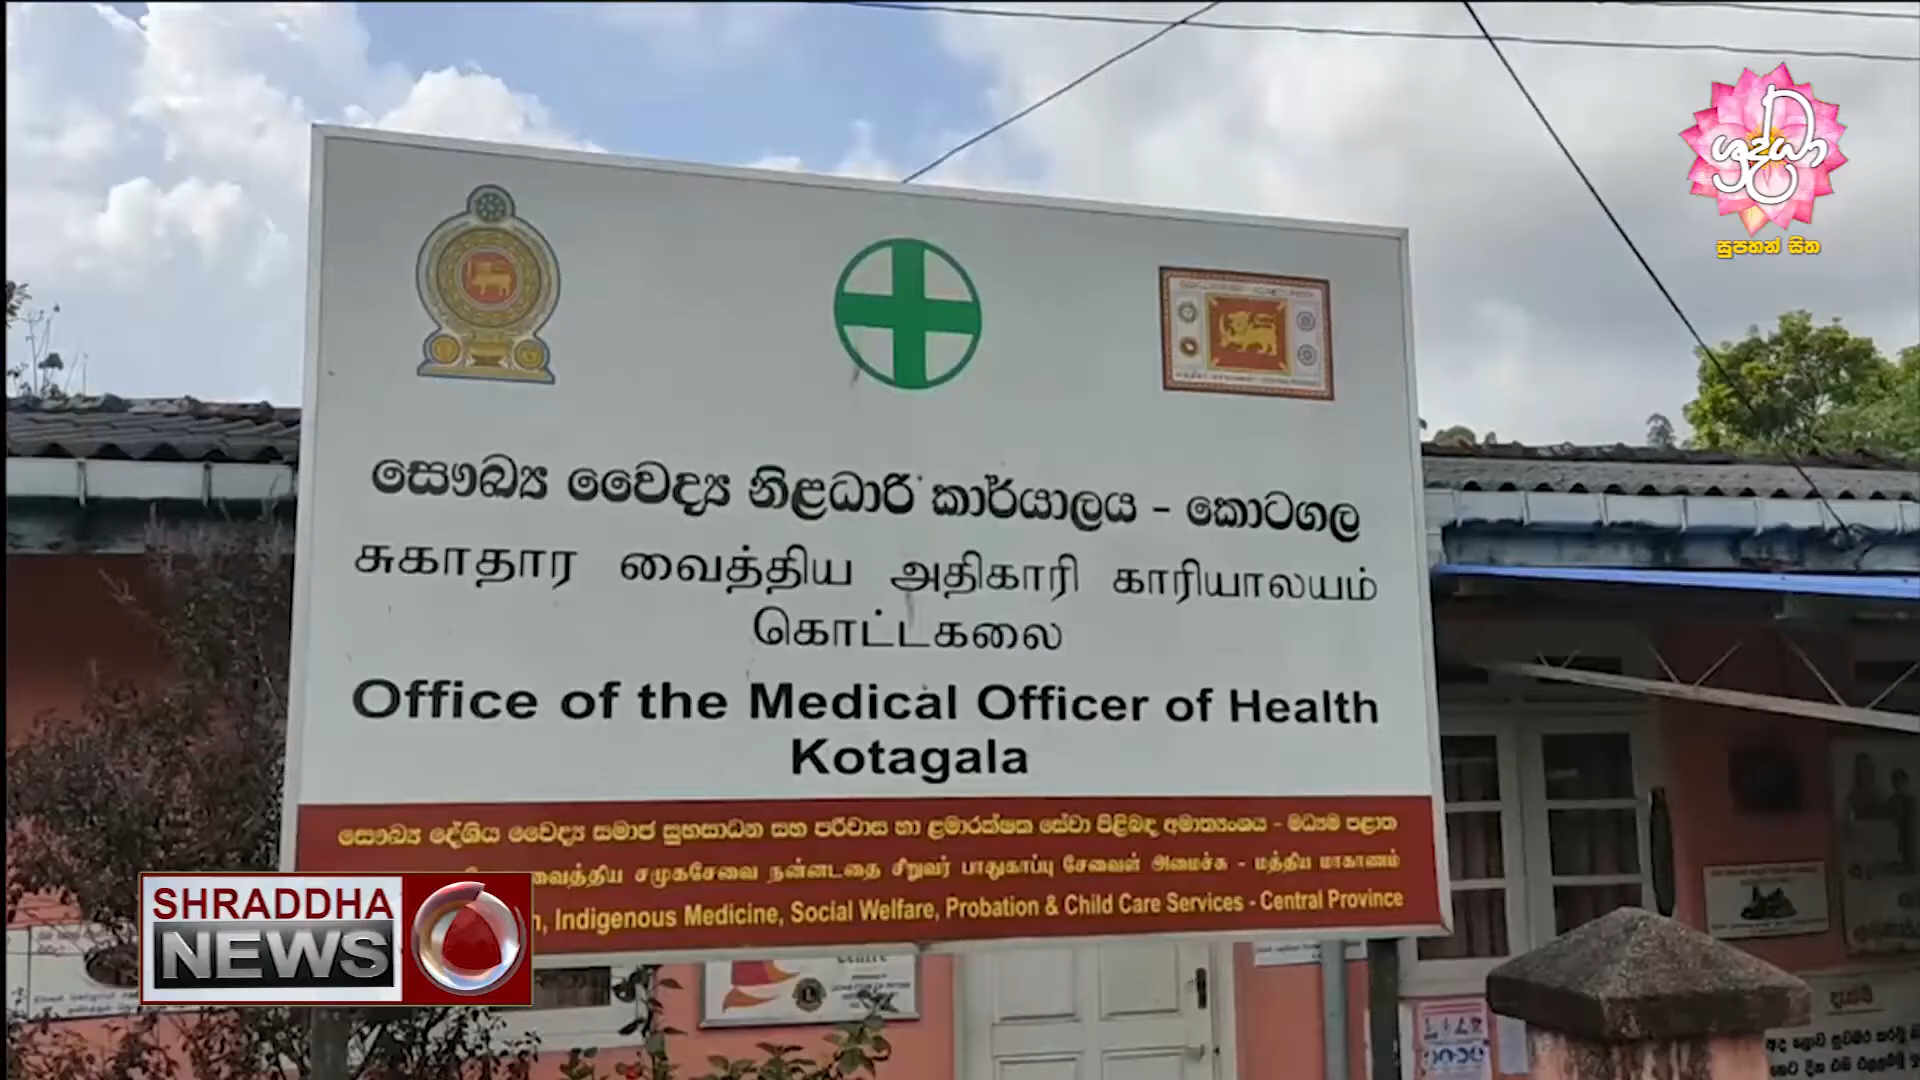 ශ්‍රද්ධා
සුපහන් සිත
සෞඛ්‍ය වෛද්‍ය නිළධාරි කාර්යාලය - කොටගල
சுகாதார வைத்திய அதிகாரி காரியாலயம்
கொட்டகலை
Office of the Medical Officer of Health
Kotagala
සෞඛ්‍ය දේශිය වෛද්‍ය සමාජ සුභසාධන සහ පරිවාස හා ළමාරක්ෂක සේවා පිළිබඳ අමාත්‍යංශය - මධ්‍යම පළාත
வைத்திய சமுகசேவை நன்னடதை சிறுவர் பாதுகாப்பு சேவைள் அமைச்சு - மத்திய மாகாணம்
Indigenous Medicine, Social Welfare, Probation & Child Care Services - Central Province
SHRADDHA
NEWS